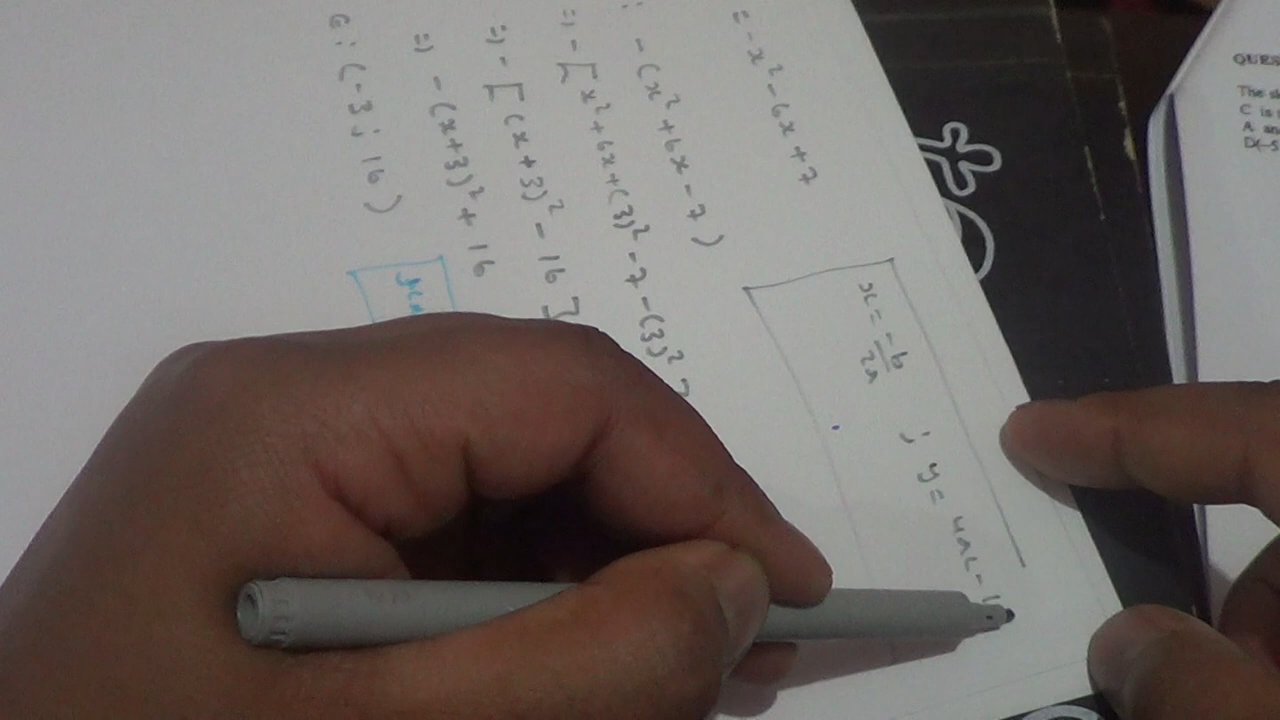 = - x² - 6x + 7
: - (x² + 6x - 7)
=) - [x² + 6x + (3)² - 7 - (3)²
=) - [(x + 3)² - 16]
=) - (x + 3)² + 16
G : (-3 ; 16)
x = -b/2a ; y = 4ac -
QUES
The
C is
A an
D(-5